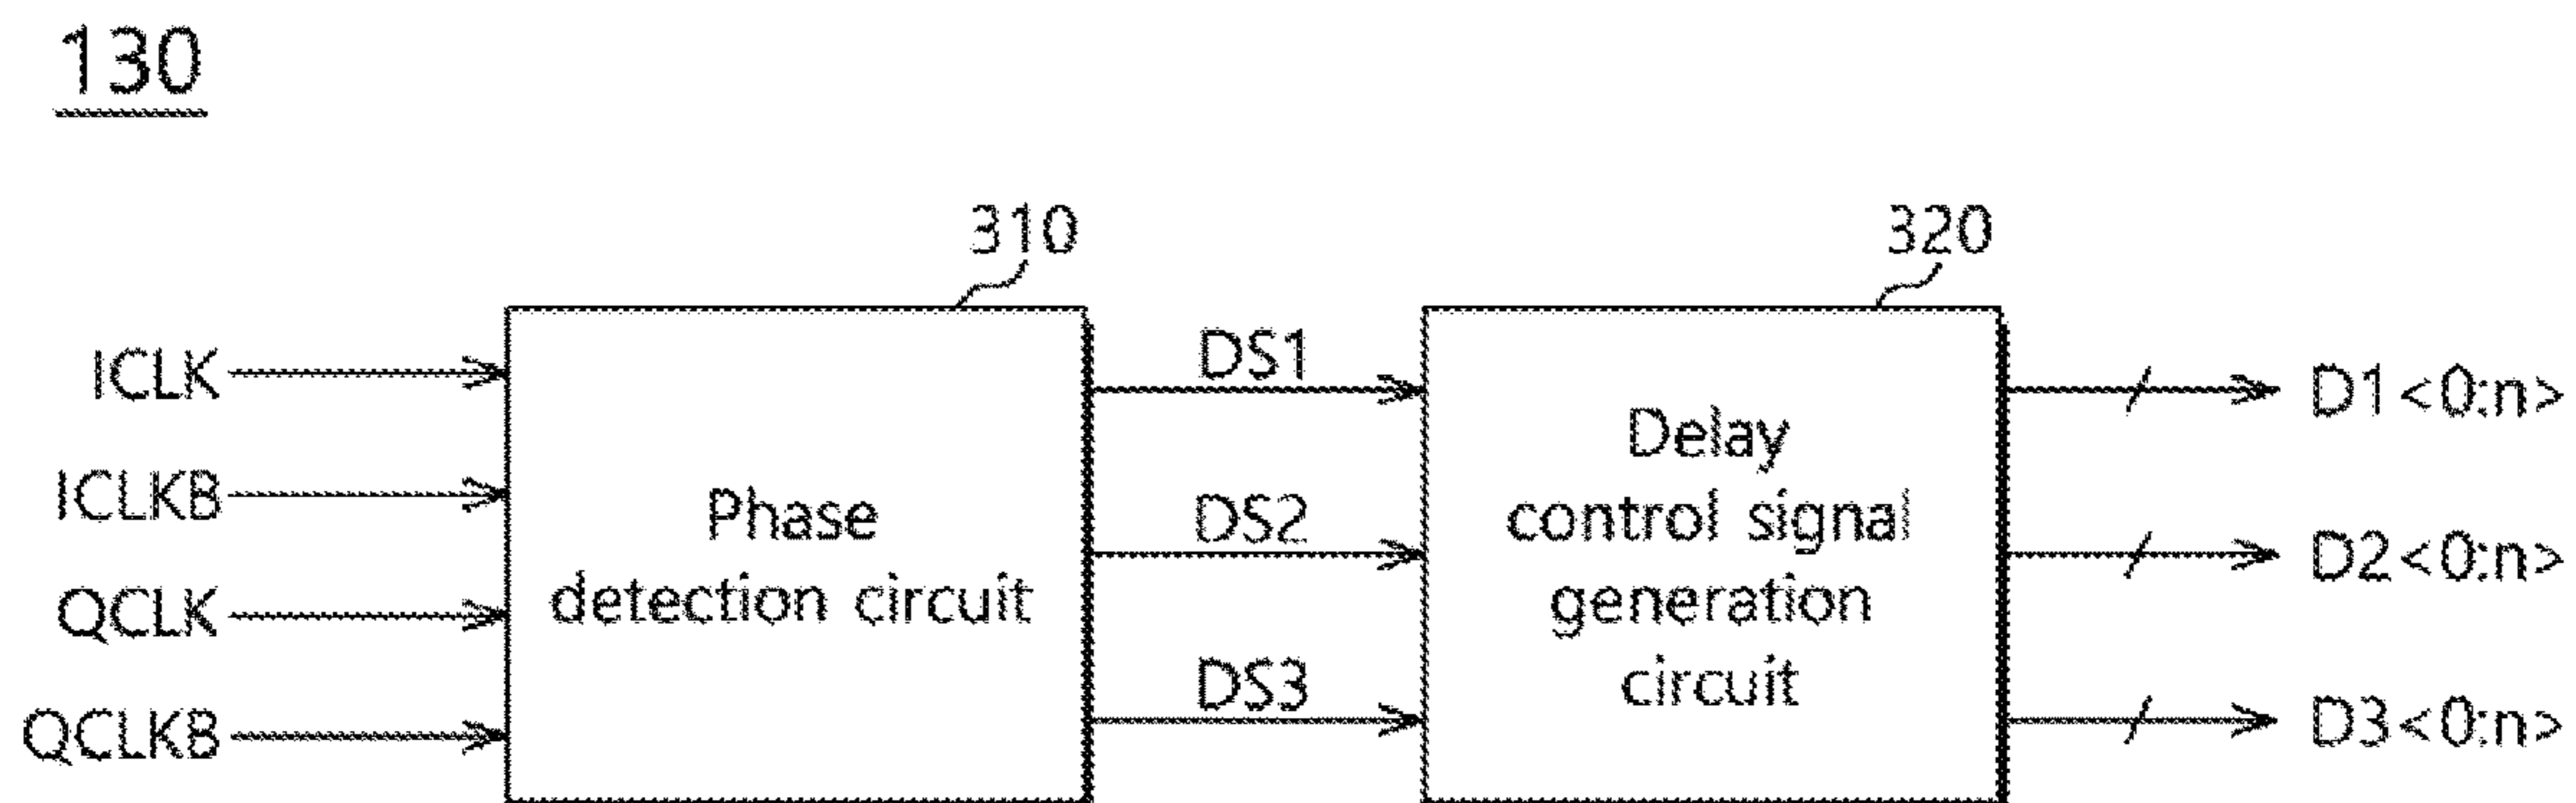 130
310
320
ICLK
ICLKB
QCLK
QCLKB
Phase
detection circuit
DS1
DS2
DS3
Delay
control signal
generation
circuit
D1<0:n>
D2<0:n>
D3<0:n>